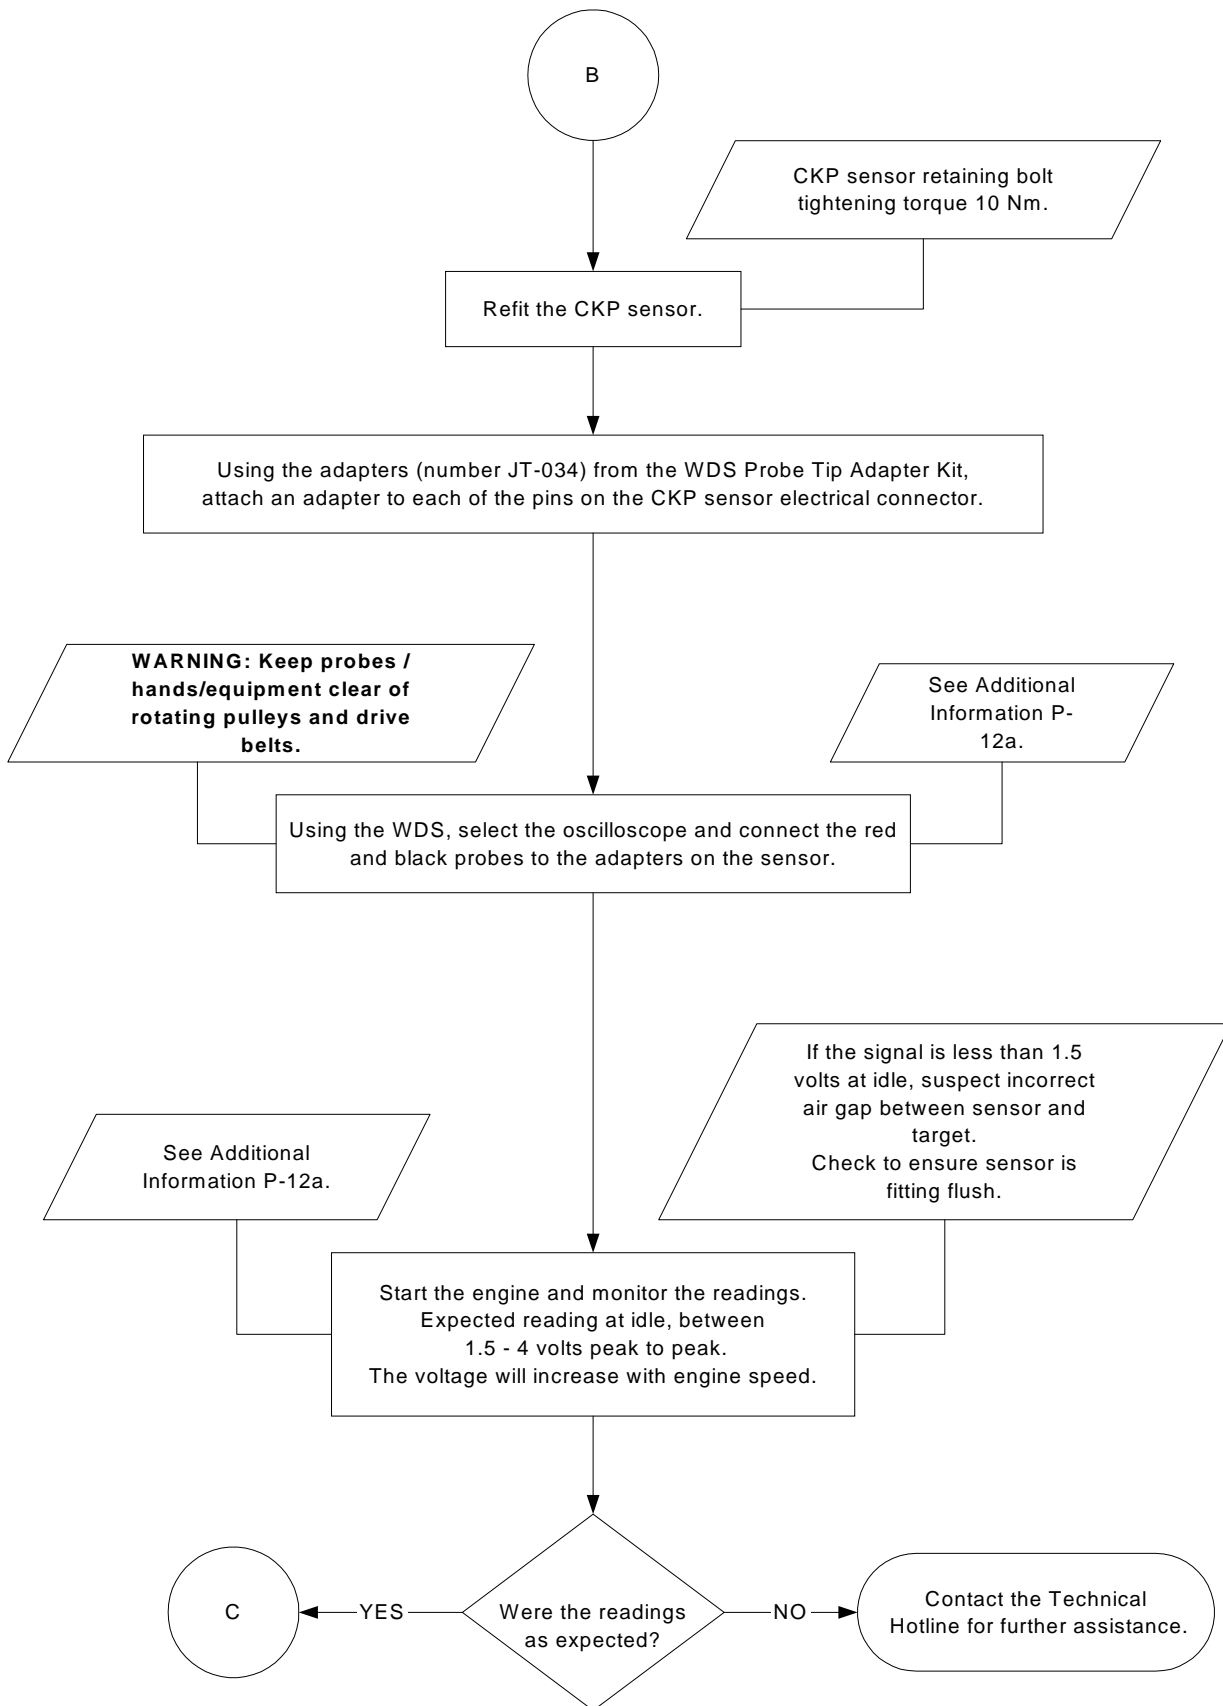 B
CKP sensor retaining bolt
tightening torque 10 Nm.
Refit the CKP sensor.
Using the adapters (number JT-034) from the WDS Probe Tip Adapter Kit,
attach an adapter to each of the pins on the CKP sensor electrical connector.
WARNING: Keep probes /
hands/equipment clear of
rotating pulleys and drive
belts.
See Additional
Information P-
12a.
Using the WDS, select the oscilloscope and connect the red
and black probes to the adapters on the sensor.
If the signal is less than 1.5
volts at idle, suspect incorrect
air gap between sensor and
target.
Check to ensure sensor is
fitting flush.
See Additional
Information P-12a.
Start the engine and monitor the readings.
Expected reading at idle, between
1.5 - 4 volts peak to peak.
The voltage will increase with engine speed.
C
YES
Were the readings
as expected?
NO
Contact the Technical
Hotline for further assistance.